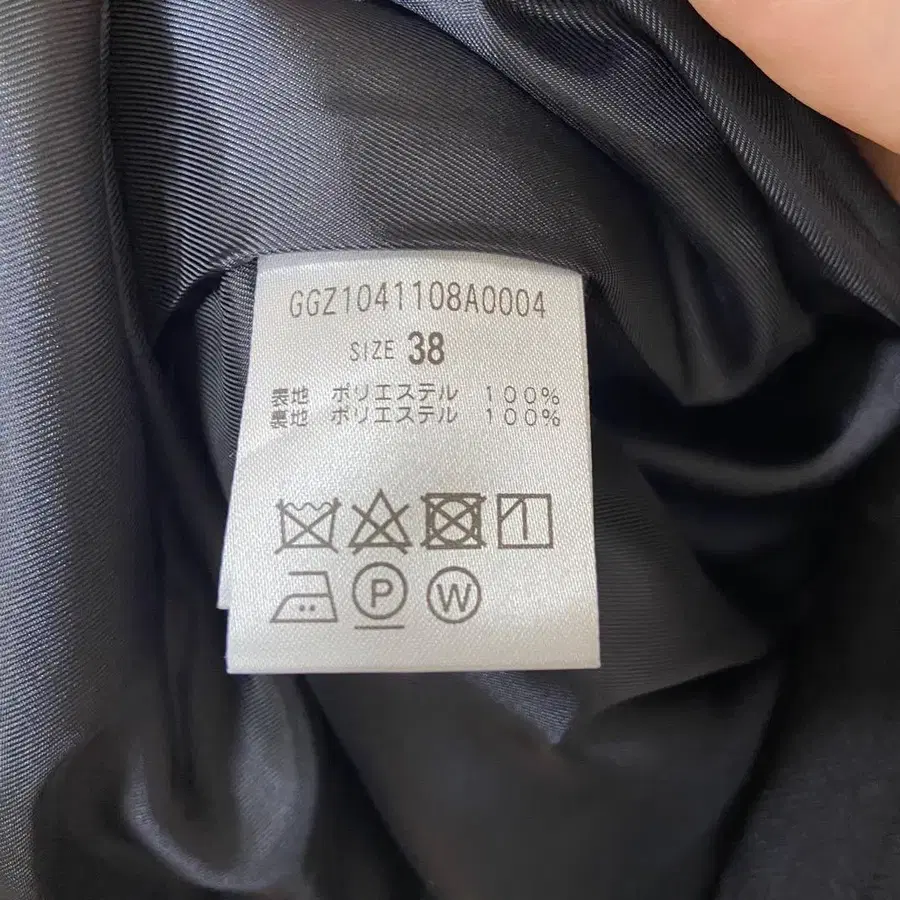 GGZ1041108A0004
SIZE 38
表地 ポリエステル 100%
裏地 ポリエステル 100%
P W